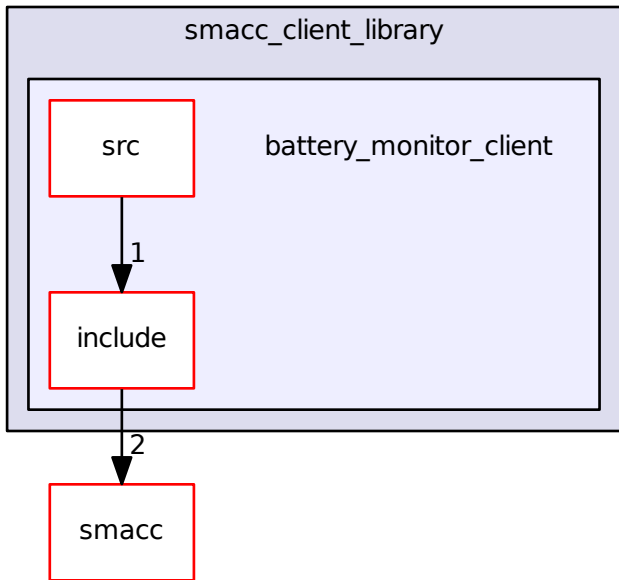 smacc_client_library
src
battery_monitor_client
1
include
2
smacc